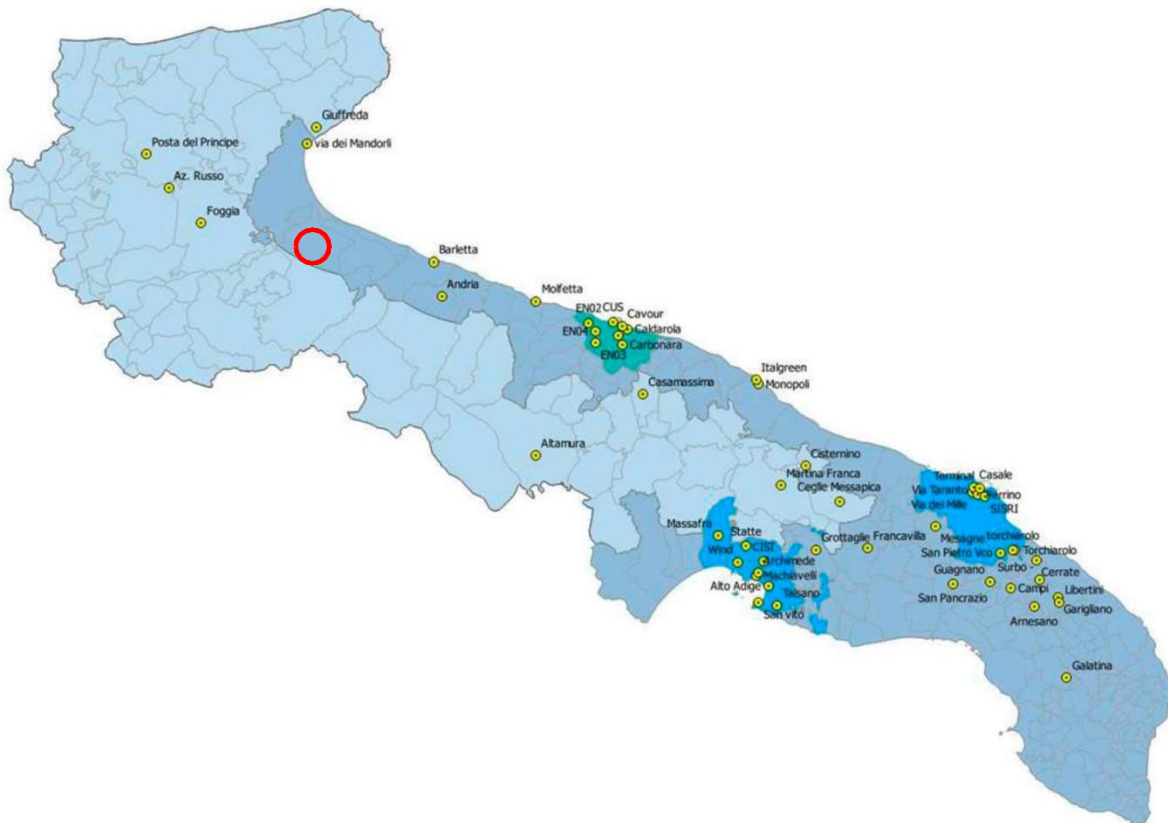 Giuffreda
via dei Mandorli
Posta del Principe
Az. Russo
Foggia
Barletta
Andria
Molfetta
EN02
CUS
Cavour
EN04
Caldarola
Carbonara
EN03
Italgreen
Monopoli
Casamassima
Altamura
Cisternino
Martina Franca
Ceglie Messapica
Terminal
Casale
Via Taranto
Perrino
Via dei Mille
SISRI
Massafra
Statte
Grottaglie
Francavilla
Mesagne
torchiarolo
Wind
CISI
Archimede
San Pietro Vco
Torchiarolo
Machiavelli
Guagnano
Surbo -
Cerrate
Alto Adige
Talsano
San Pancrazio
Campi
Libertini
San vito
Garigliano
Arnesano
Galatina